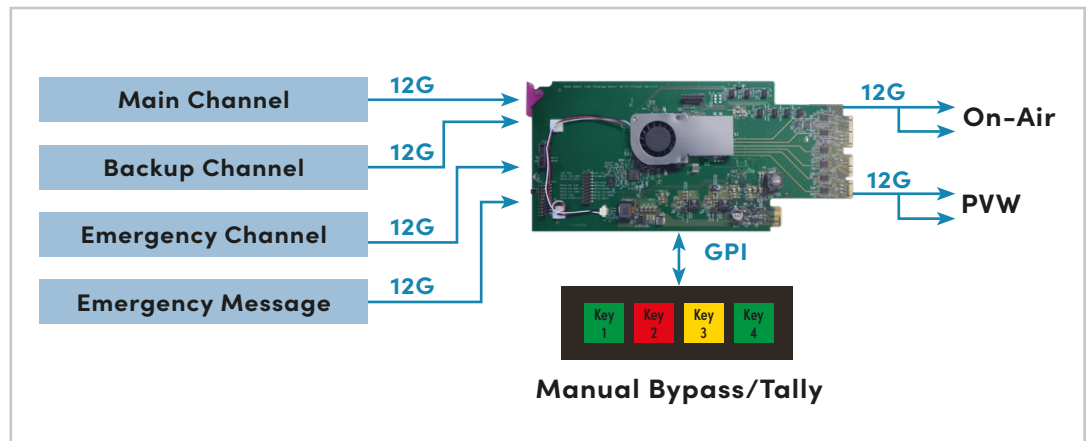 Main Channel
12G
Backup Channel
12G
Emergency Channel
12G
Emergency Message
12G
12G
On-Air
12G
PVW
GPI
Key
1
Key
2
Key
3
Key
4
Manual Bypass/Tally